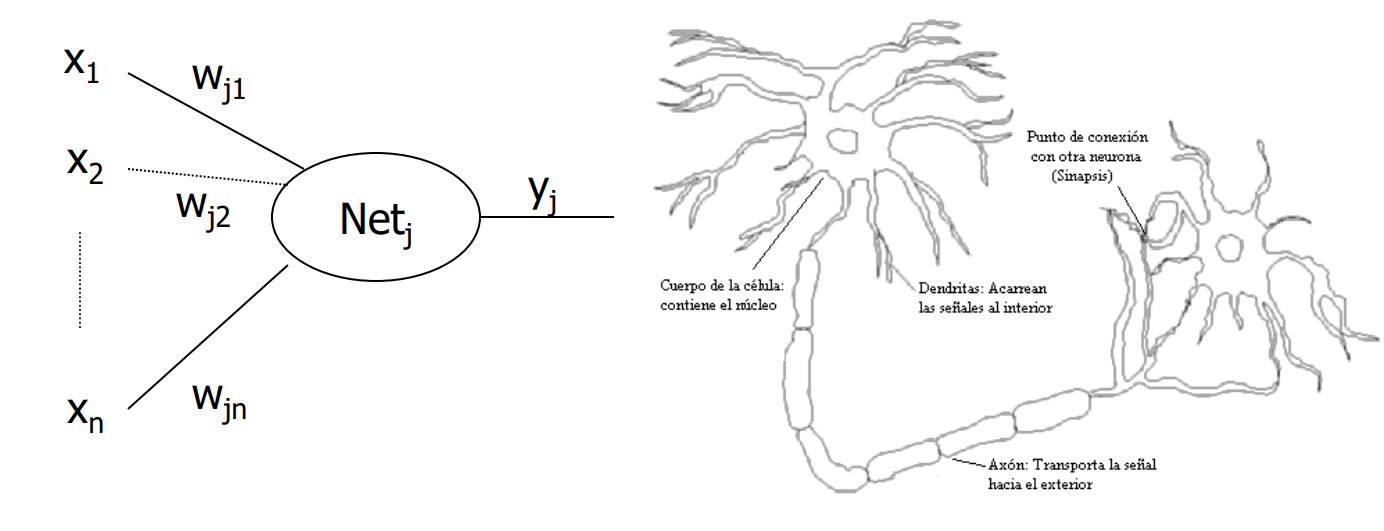 x1
wj1
x2
wj2
Netj
yj
xn
wjn
Punto de conexión
con otra neurona
(Sinapsis)
Cuerpo de la célula:
contiene el núcleo
Dendritas: Acarrean
las señales al interior
Axón: Transporta la señal
hacia el exterior